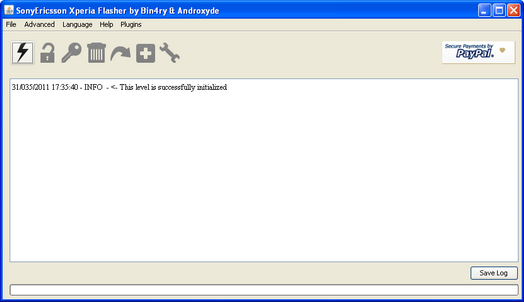 SonyEricsson Xperia Flasher by Bin4ry & Androxyde
File Advanced Language Help Plugins
Secure Payments by
PayPal
31/035/2011 17:35:40 - INFO - <- This level is successfully initialized
Save Log